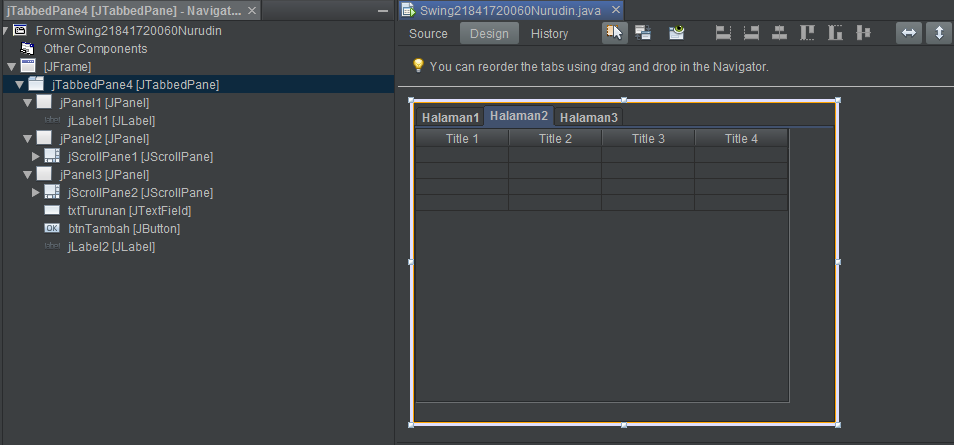 jTabbedPane4 [JTabbedPane] - Navigat...
Form Swing21841720060Nurudin
Other Components
[JFrame]
jTabbedPane4 [JTabbedPane]
jPanel1 [JPanel]
jLabel1 [JLabel]
jPanel2 [JPanel]
jScrollPane1 [JScrollPane]
jPanel3 [JPanel]
jScrollPane2 [JScrollPane]
txtTurunan [JTextField]
OK btnTambah [JButton]
jLabel2 [JLabel]
Swing21841720060Nurudin.java
Source Design History
You can reorder the tabs using drag and drop in the Navigator.
Halaman1 Halaman2 Halaman3
Title 1 Title 2 Title 3 Title 4